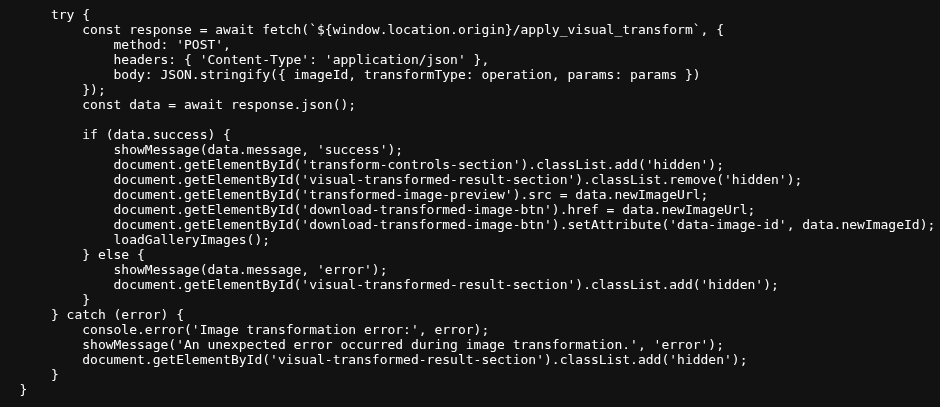 try {
const response = await fetch(`${window.location.origin}/apply_visual_transform`, {
method: 'POST',
headers: { 'Content-Type': 'application/json' },
body: JSON.stringify({ imageId, transformType: operation, params: params })
});
const data = await response.json();

if (data.success) {
showMessage(data.message, 'success');
document.getElementById('transform-controls-section').classList.add('hidden');
document.getElementById('visual-transformed-result-section').classList.remove('hidden');
document.getElementById('transformed-image-preview').src = data.newImageUrl;
document.getElementById('download-transformed-image-btn').href = data.newImageUrl;
document.getElementById('download-transformed-image-btn').setAttribute('data-image-id', data.newImageId);
loadGalleryImages();
} else {
showMessage(data.message, 'error');
document.getElementById('visual-transformed-result-section').classList.add('hidden');
}
} catch (error) {
console.error('Image transformation error:', error);
showMessage('An unexpected error occurred during image transformation.', 'error');
document.getElementById('visual-transformed-result-section').classList.add('hidden');
}
}